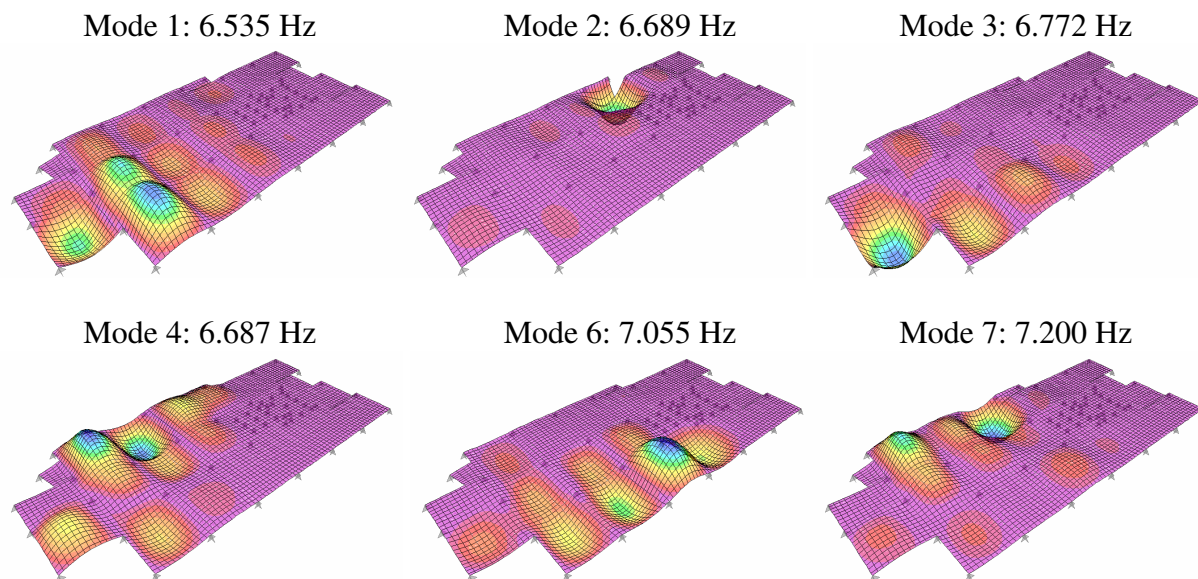 Mode 1: 6.535 Hz
Mode 2: 6.689 Hz
Mode 3: 6.772 Hz
Mode 4: 6.687 Hz
Mode 6: 7.055 Hz
Mode 7: 7.200 Hz